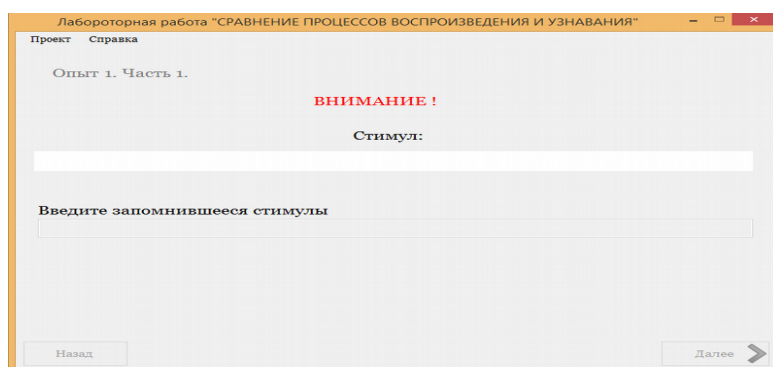 Лабороторная работа "СРАВНЕНИЕ ПРОЦЕССОВ ВОСПРОИЗВЕДЕНИЯ И УЗНАВАНИЯ"
Проект Справка
Опыт 1. Часть 1.
ВНИМАНИЕ !
Стимул:
Введите запомнившееся стимулы
Назад Далее